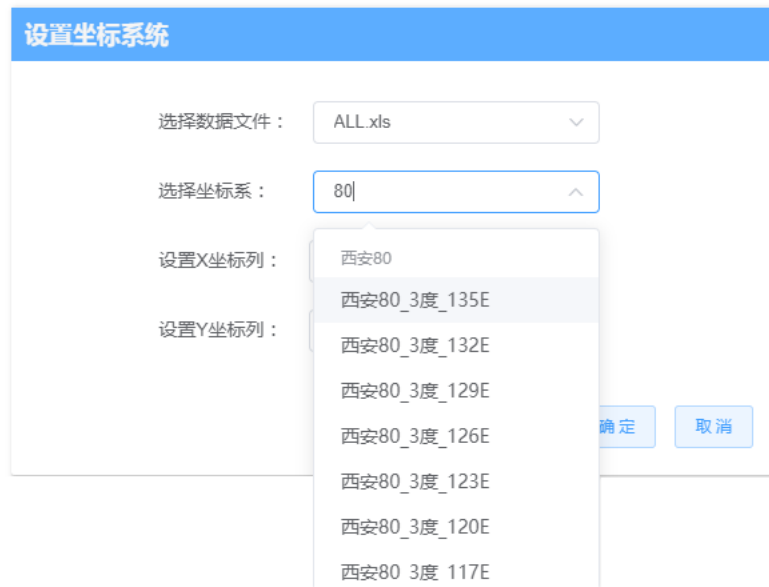 设置坐标系统
选择数据文件：
ALL.xls
选择坐标系：
80
设置X坐标列：
西安80
西安80_3度_135E
设置Y坐标列：
西安80_3度_132E
西安80_3度_129E
西安80_3度_126E
确定
取消
西安80_3度_123E
西安80_3度_120E
西安80_3度_117E